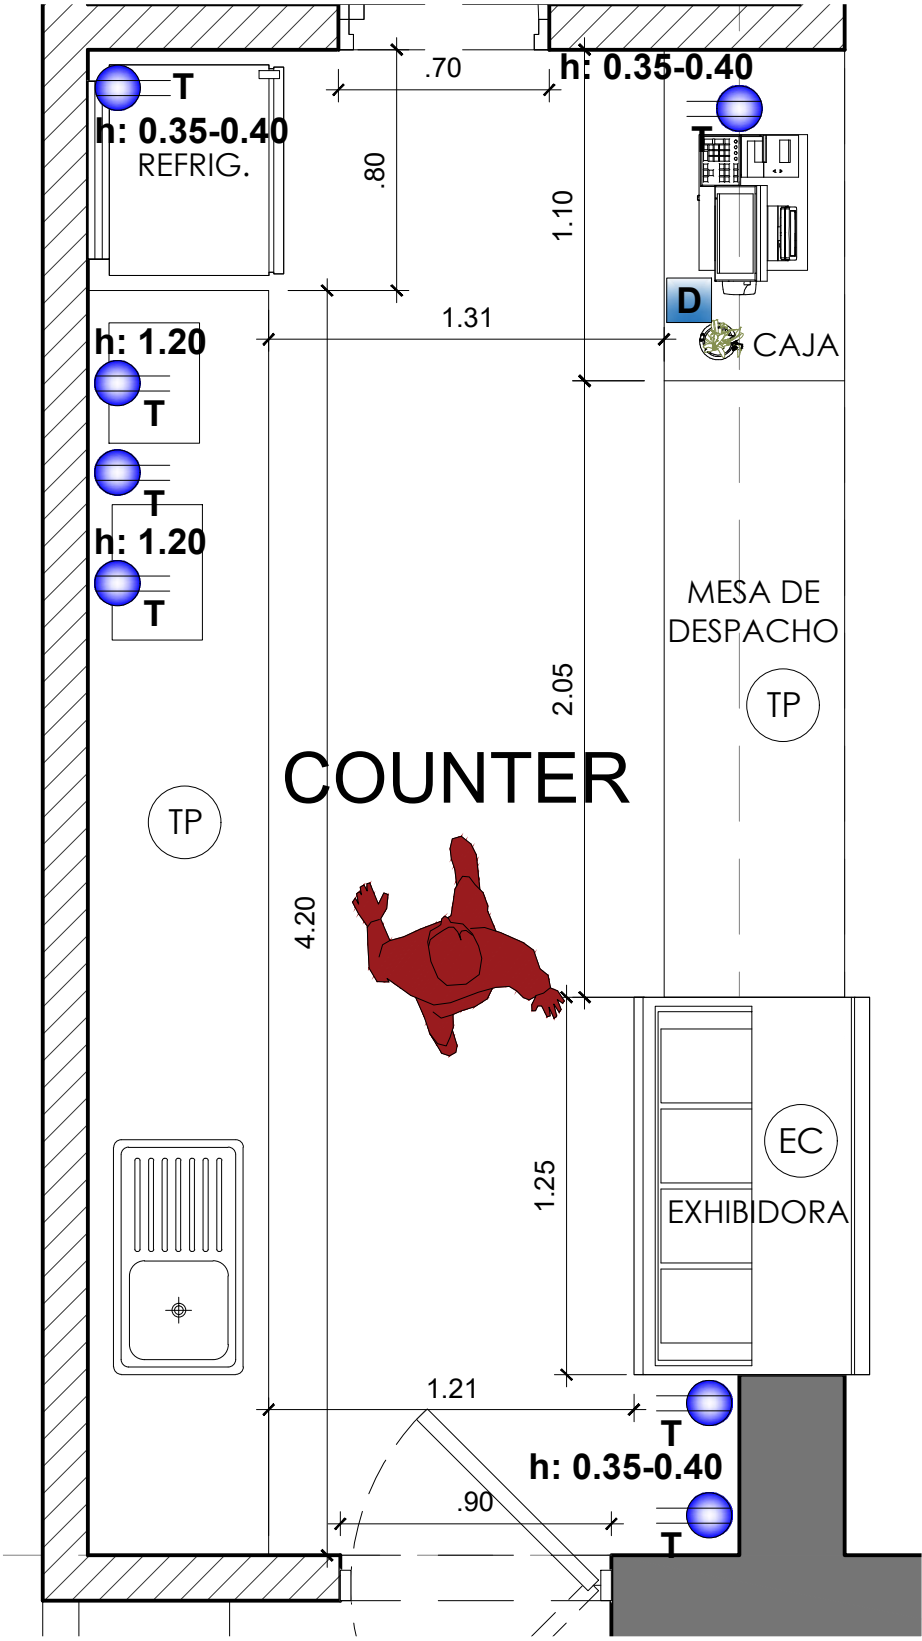 .70
h: 0.35-0.40
T
h: 0.35-0.40
REFRIG.
T
.80
1.10
D
1.31
CAJA
h: 1.20
T
T
h: 1.20
T
MESA DE
DESPACHO
2.05
TP
COUNTER
TP
4.20
1.25
EC
EXHIBIDORA
1.21
T
h: 0.35-0.40
.90
T